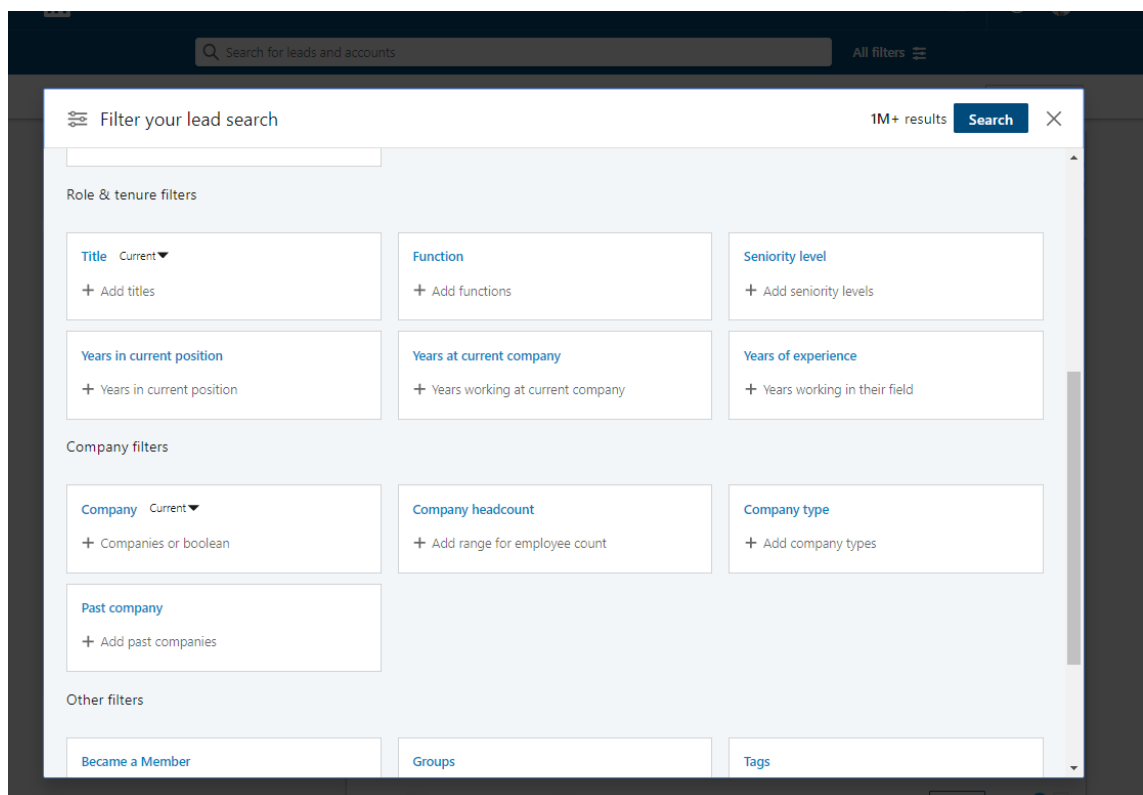 Search for leads and accounts
All filters
Filter your lead search
1M+ results
Search
Role & tenure filters
Title Current
Function
Seniority level
+ Add titles
+ Add functions
+ Add seniority levels
Years in current position
Years at current company
Years of experience
+ Years in current position
+ Years working at current company
+ Years working in their field
Company filters
Company Current
Company headcount
Company type
+ Companies or boolean
+ Add range for employee count
+ Add company types
Past company
+ Add past companies
Other filters
Became a Member
Groups
Tags